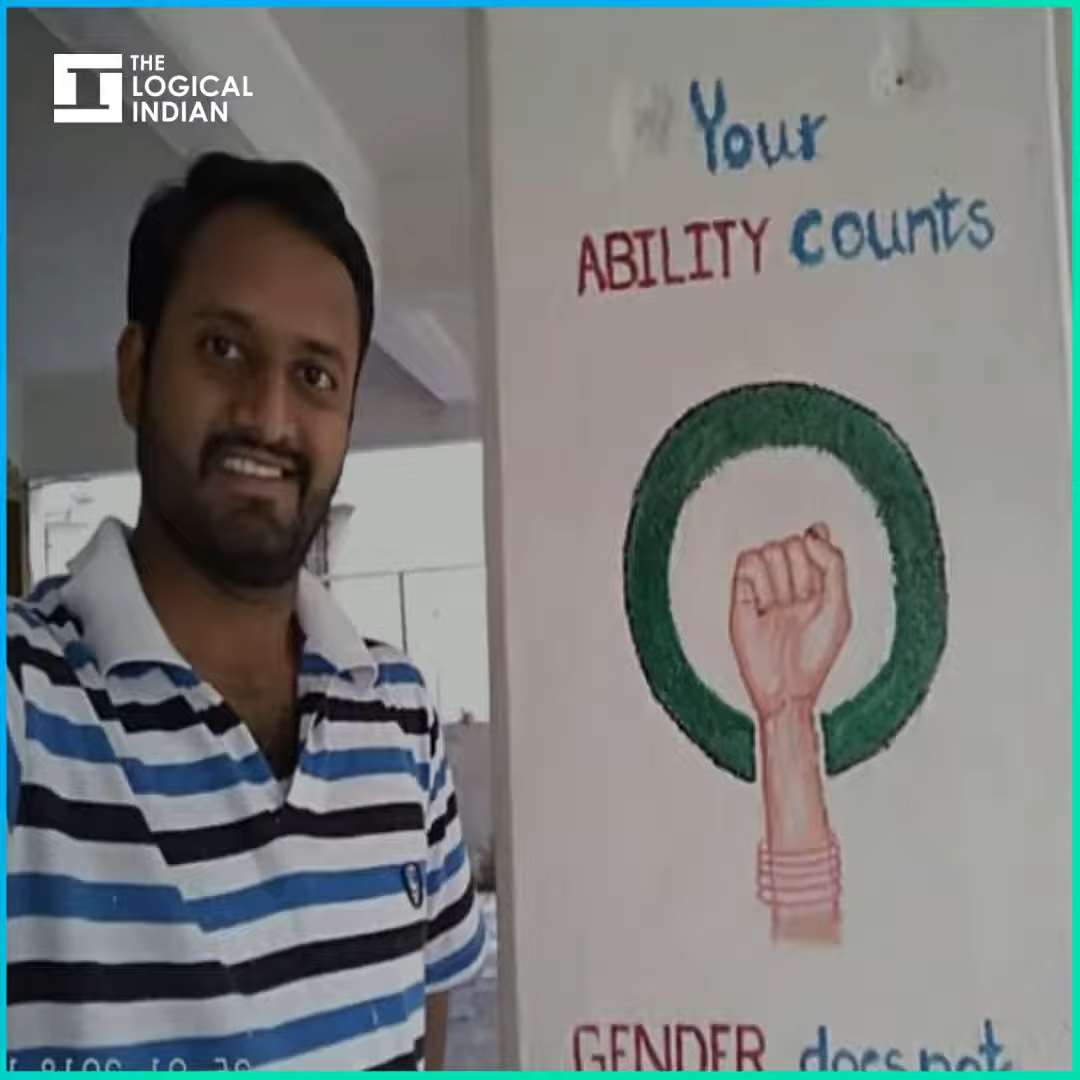 THE
LOGICAL
INDIAN
Your
ABILITY counts
GENDER does not